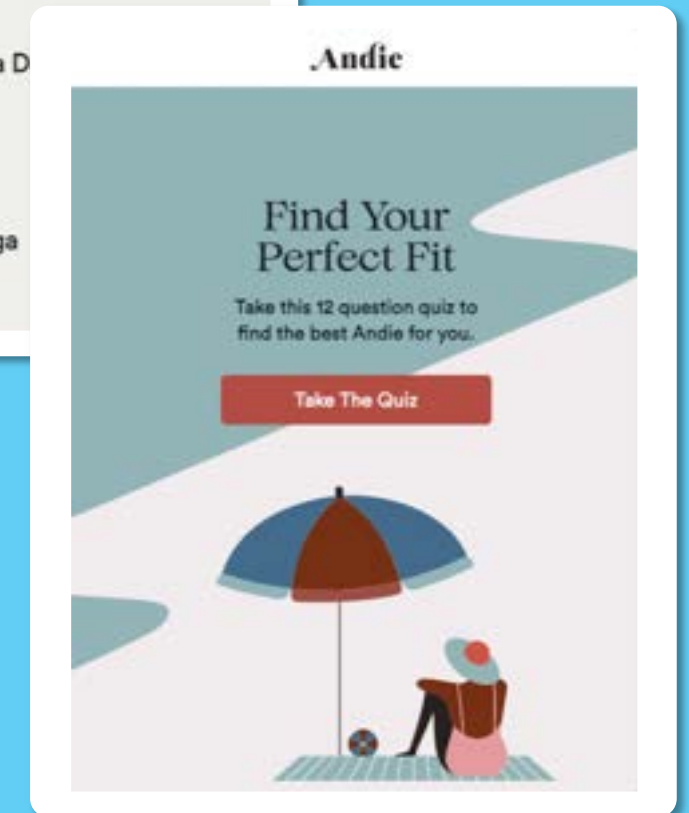 a D
ga
Andie
Find Your
Perfect Fit
Take this 12 question quiz to
find the best Andie for you.
Take The Quiz